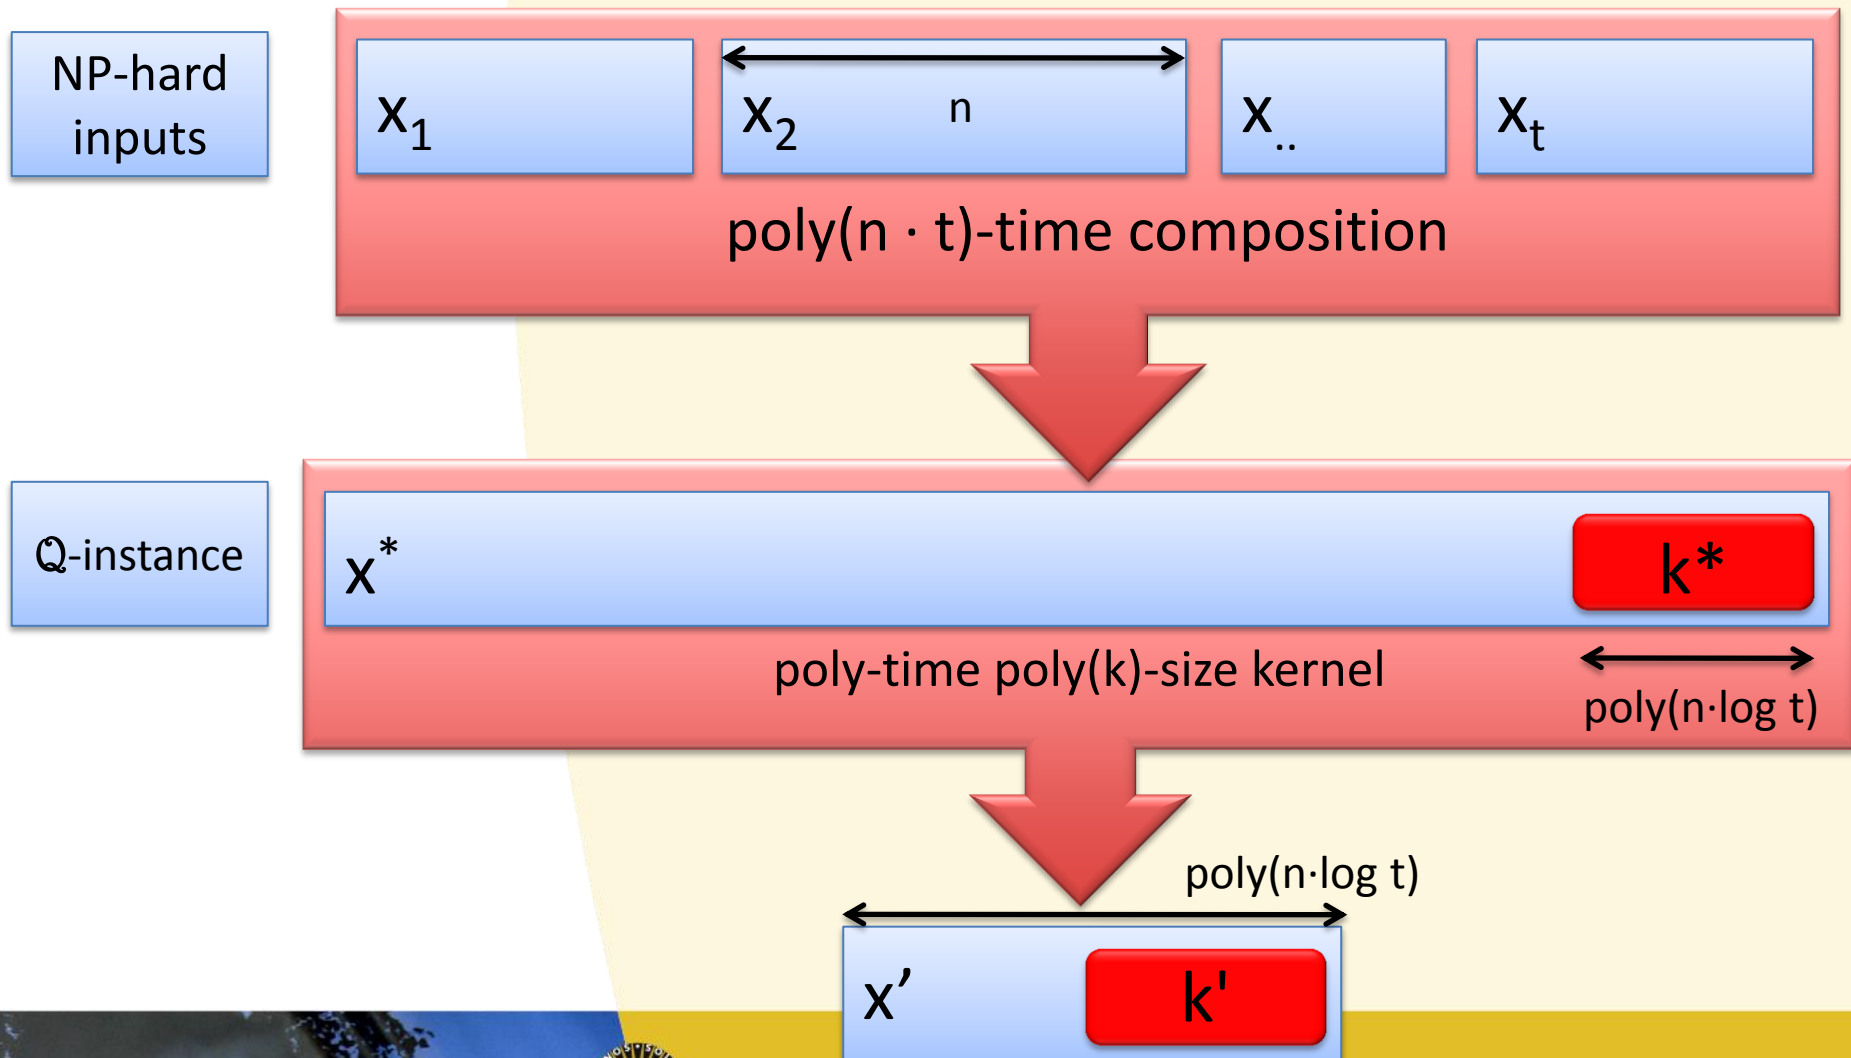 NP-hard
inputs
x₁
x₂
n
x..
xₜ
poly(n · t)-time composition
Q-instance
x*
k*
poly-time poly(k)-size kernel
poly(n·log t)
poly(n·log t)
x’
k'